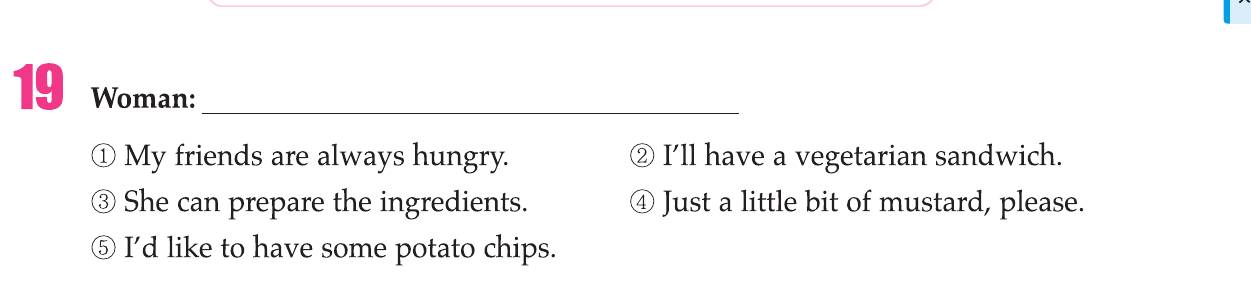 19 Woman:
① My friends are always hungry. ② I’ll have a vegetarian sandwich.
③ She can prepare the ingredients. ④ Just a little bit of mustard, please.
⑤ I’d like to have some potato chips.